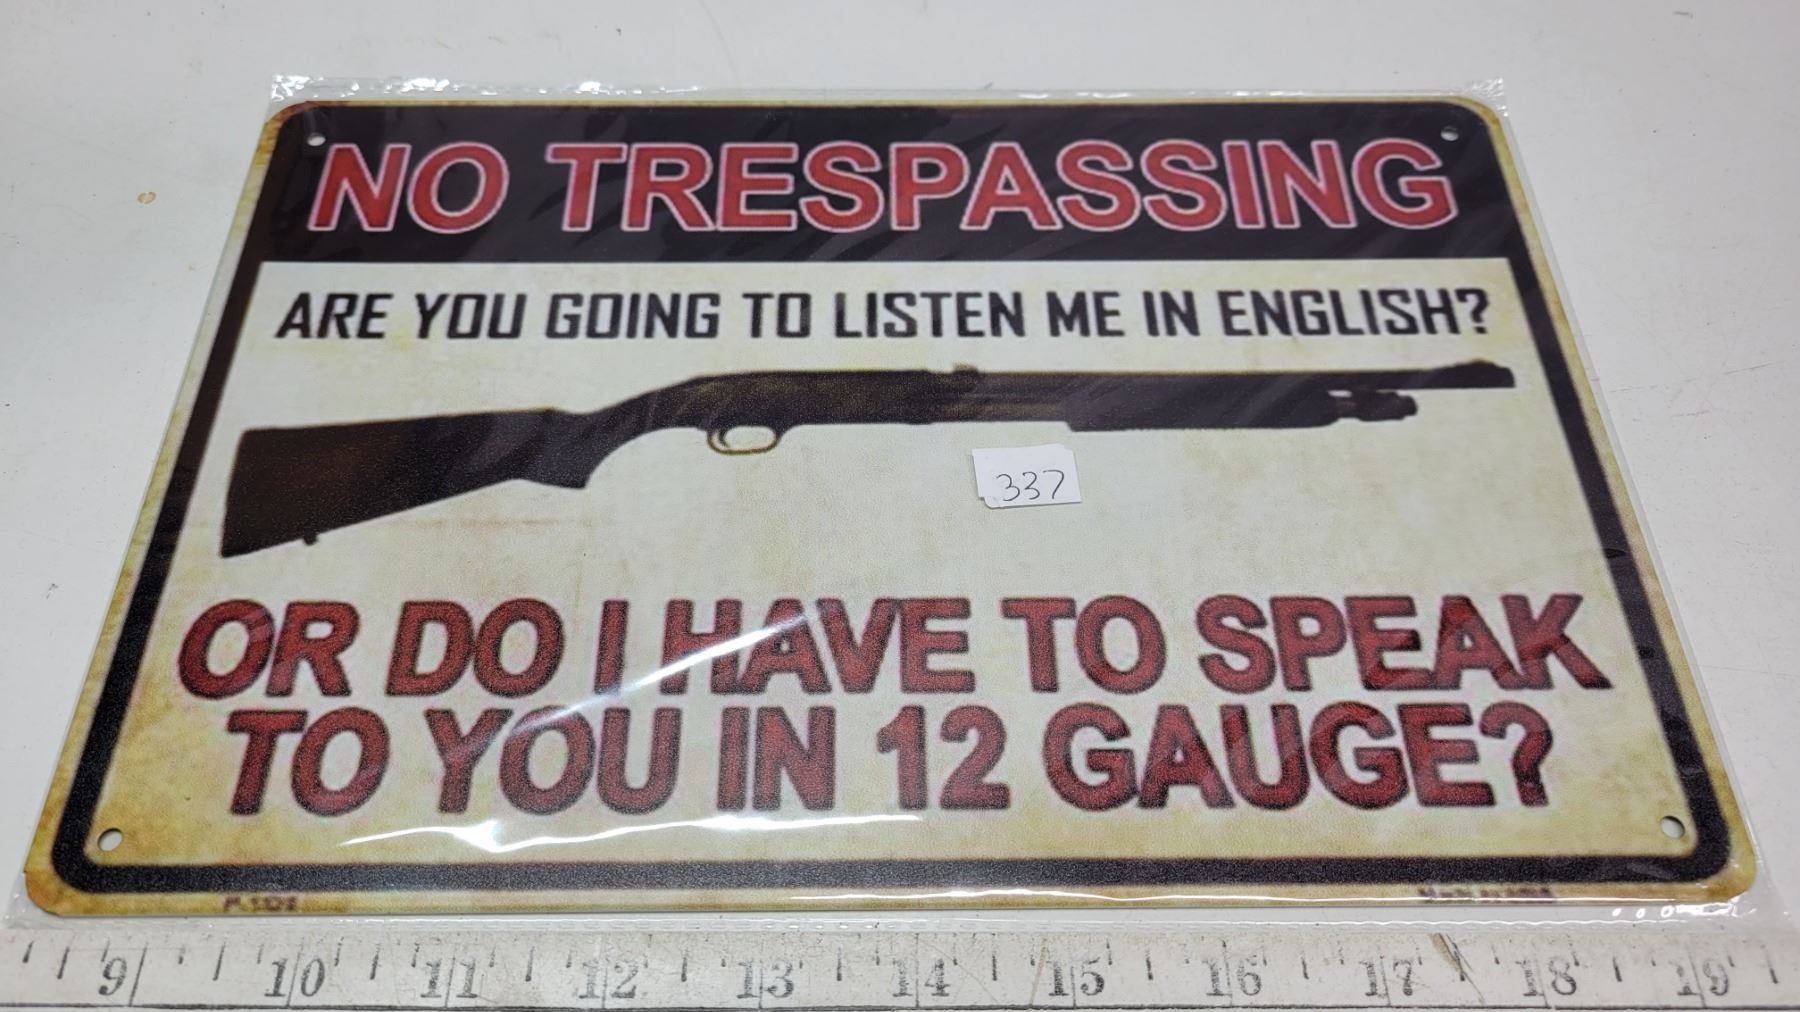 NO TRESPASSING
ARE YOU GOING TO LISTEN ME IN ENGLISH?
337
OR DO I HAVE TO SPEAK
TO YOU IN 12 GAUGE?
9 10 11 12 13 14 15 16 17 18 19